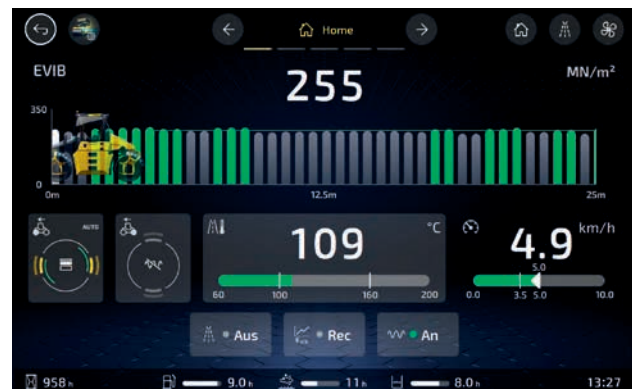 Home
EVIB
255
MN/m²
350
0
0m
12.5m
25m
AUTO
109
°C
60
100
160
200
4.9
km/h
5.0
0.0
3.5
5.0
10.0
Aus
Rec
An
958 h
9.0 h
11 h
8.0 h
13:27